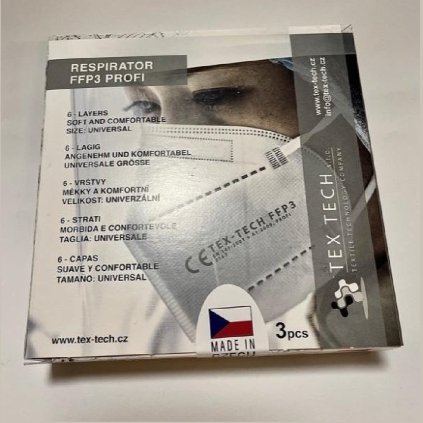 RESPIRATOR
FFP3 PROFI
6 - LAYERS
SOFT AND COMFORTABLE
SIZE: UNIVERSAL
6 - LAGIG
ANGENEHM UND KOMFORTABEL
UNIVERSALE GRÖSSE
6 - VRSTVY
MĚKKÝ A KOMFORTNÍ
VELIKOST: UNIVERZÁLNÍ
6 - STRATI
MORBIDA E CONFORTEVOLE
TAGLIA: UNIVERSALE
6 - CAPAS
SUAVE Y CONFORTABLE
TAMANO: UNIVERSAL
www.tex-tech.cz
www.tex-tech.cz
info@tex-tech.cz
TEX TECH s.r.o.
TEXTILE TECHNOLOGY COMPANY
CE TEX-TECH FFP3
MADE IN
CZECH
3pcs